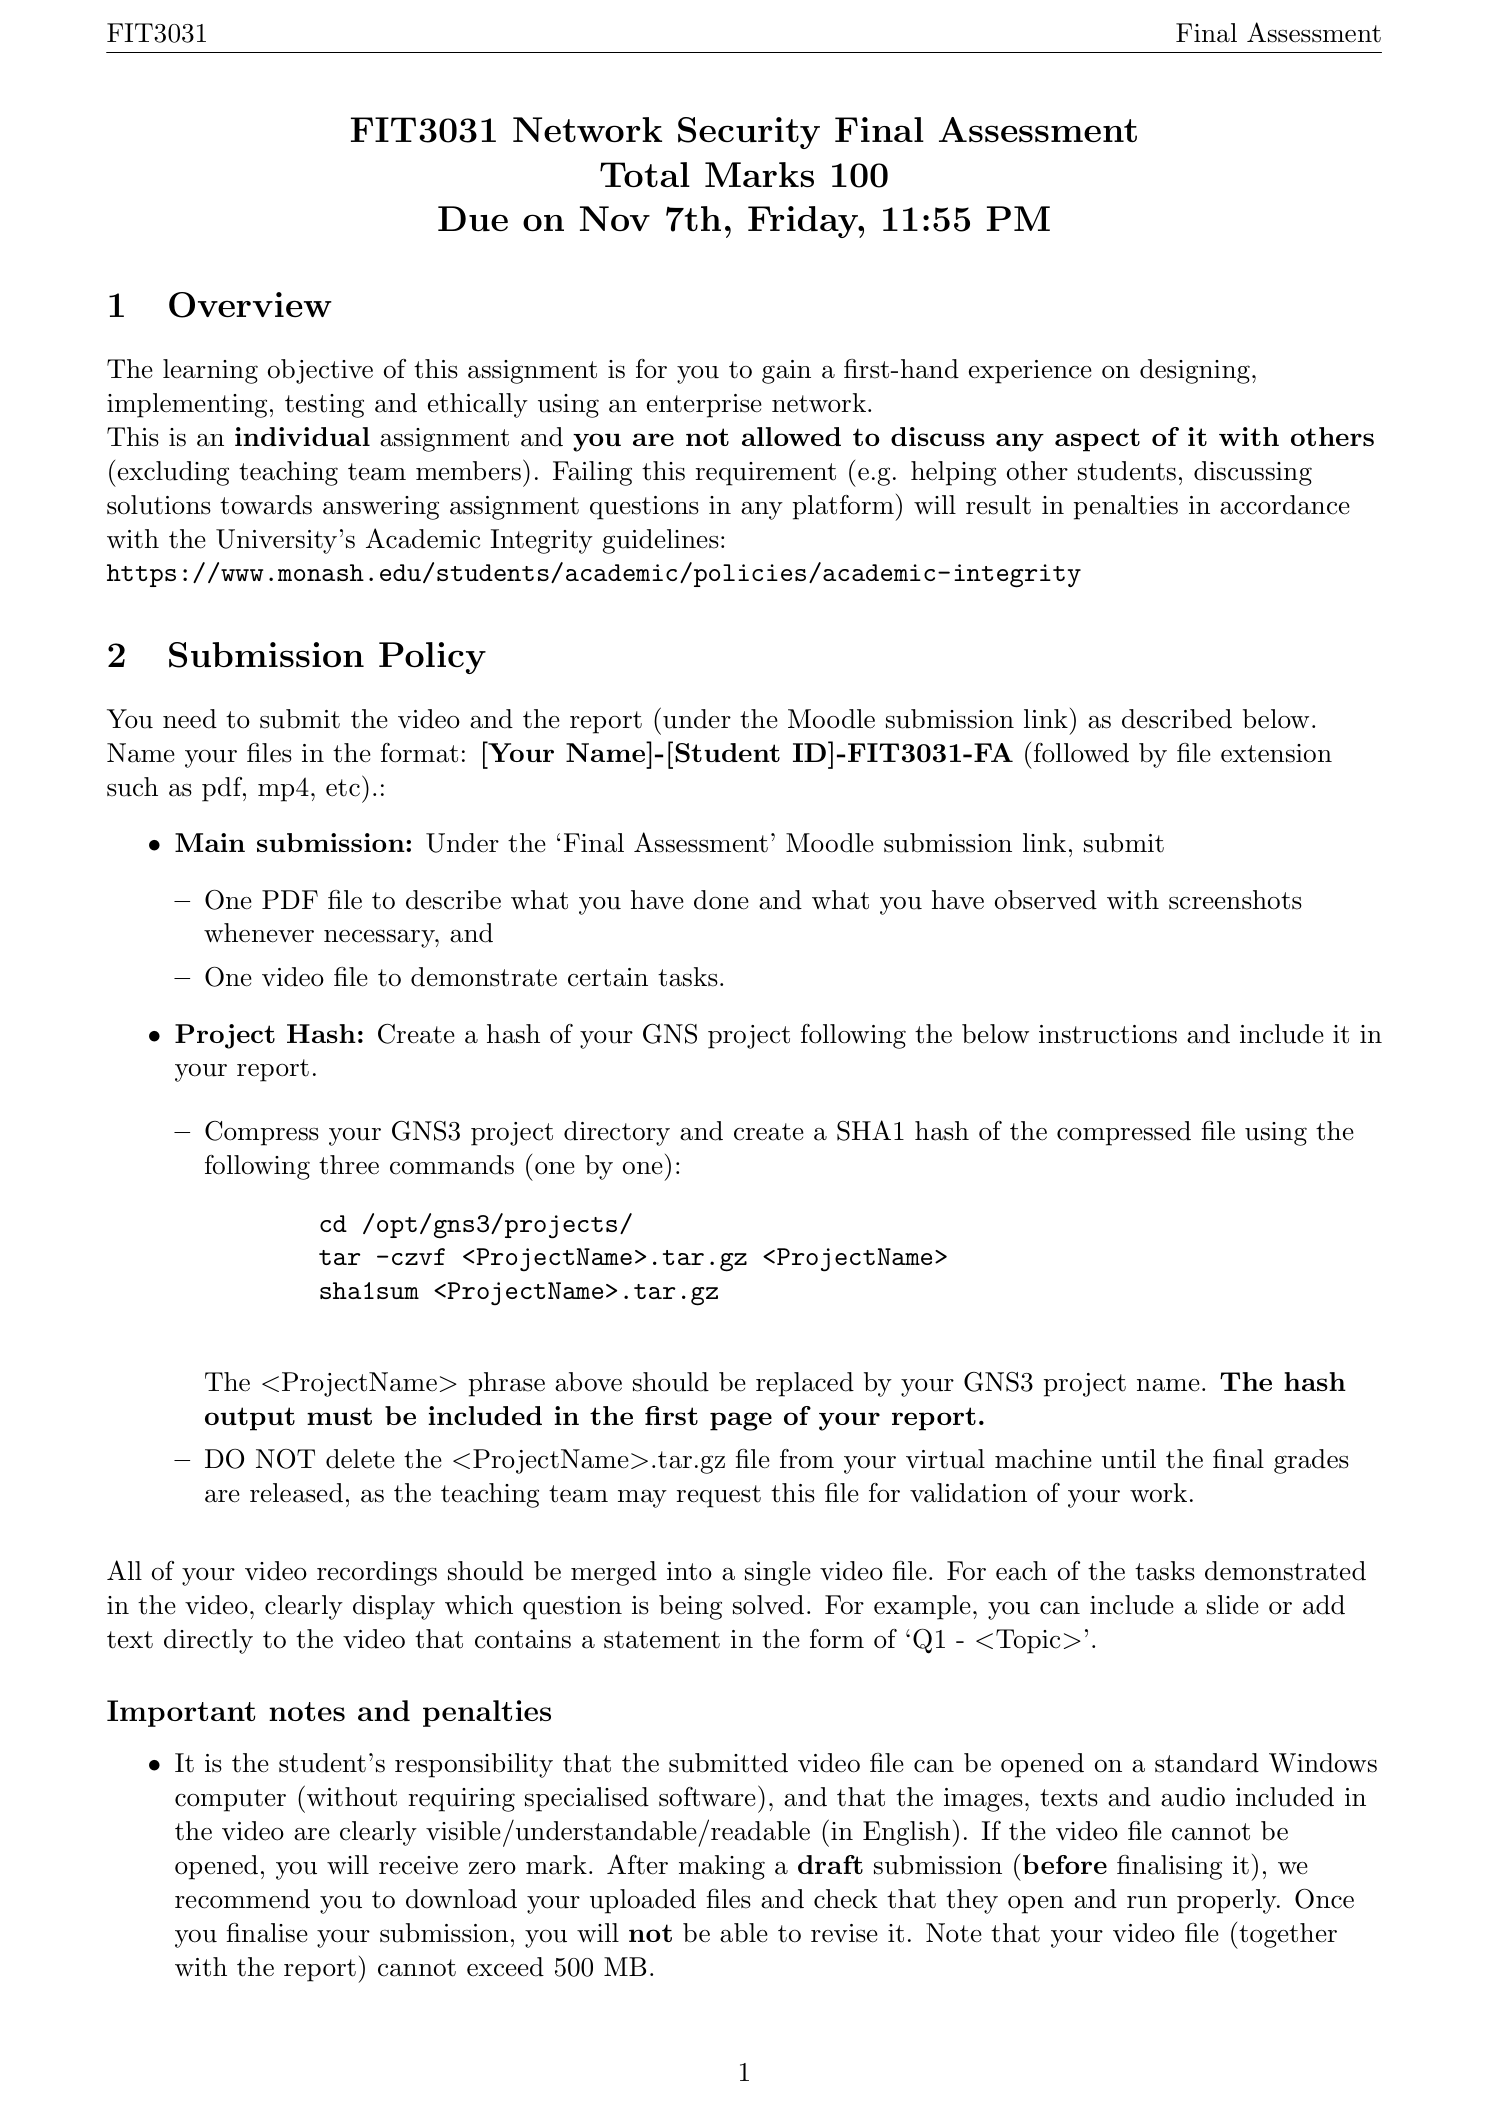 FIT3031 Final Assessment
FIT3031 Network Security Final Assessment
Total Marks 100
Due on Nov 7th, Friday, 11:55 PM
1 Overview
The learning objective of this assignment is for you to gain a first-hand experience on designing,
implementing, testing and ethically using an enterprise network.
This is an individual assignment and you are not allowed to discuss any aspect of it with others
(excluding teaching team members). Failing this requirement (e.g. helping other students, discussing
solutions towards answering assignment questions in any platform) will result in penalties in accordance
with the University's Academic Integrity guidelines:
https://www.monash.edu/students/academic/policies/academic-integrity
2 Submission Policy
You need to submit the video and the report (under the Moodle submission link) as described below.
Name your files in the format: [Your Name]-[Student ID]-FIT3031-FA (followed by file extension
such as pdf, mp4, etc).:
• Main submission: Under the ‘Final Assessment’ Moodle submission link, submit
– One PDF file to describe what you have done and what you have observed with screenshots
whenever necessary, and
– One video file to demonstrate certain tasks.
• Project Hash: Create a hash of your GNS project following the below instructions and include it in
your report.
– Compress your GNS3 project directory and create a SHA1 hash of the compressed file using the
following three commands (one by one):
cd /opt/gns3/projects/
tar -czvf <ProjectName>.tar.gz <ProjectName>
sha1sum <ProjectName>.tar.gz
The <ProjectName> phrase above should be replaced by your GNS3 project name. The hash
output must be included in the first page of your report.
– DO NOT delete the <ProjectName>.tar.gz file from your virtual machine until the final grades
are released, as the teaching team may request this file for validation of your work.
All of your video recordings should be merged into a single video file. For each of the tasks demonstrated
in the video, clearly display which question is being solved. For example, you can include a slide or add
text directly to the video that contains a statement in the form of ‘Q1 - <Topic>’.
Important notes and penalties
• It is the student's responsibility that the submitted video file can be opened on a standard Windows
computer (without requiring specialised software), and that the images, texts and audio included in
the video are clearly visible/understandable/readable (in English). If the video file cannot be
opened, you will receive zero mark. After making a draft submission (before finalising it), we
recommend you to download your uploaded files and check that they open and run properly. Once
you finalise your submission, you will not be able to revise it. Note that your video file (together
with the report) cannot exceed 500 MB.
1